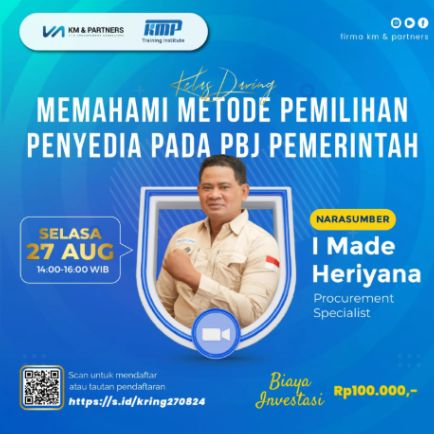 KM & PARTNERS
KMP
Training Institute
firma km & partners
Kelas Daring
MEMAHAMI METODE PEMILIHAN
PENYEDIA PADA PBJ PEMERINTAH
SELASA
27 AUG
14:00-16:00 WIB
NARASUMBER
I Made
Heriyana
Procurement
Specialist
Scan untuk mendaftar
atau tautan pendaftaran
https://s.id/kring270824
Biaya
Investasi
Rp100.000,-